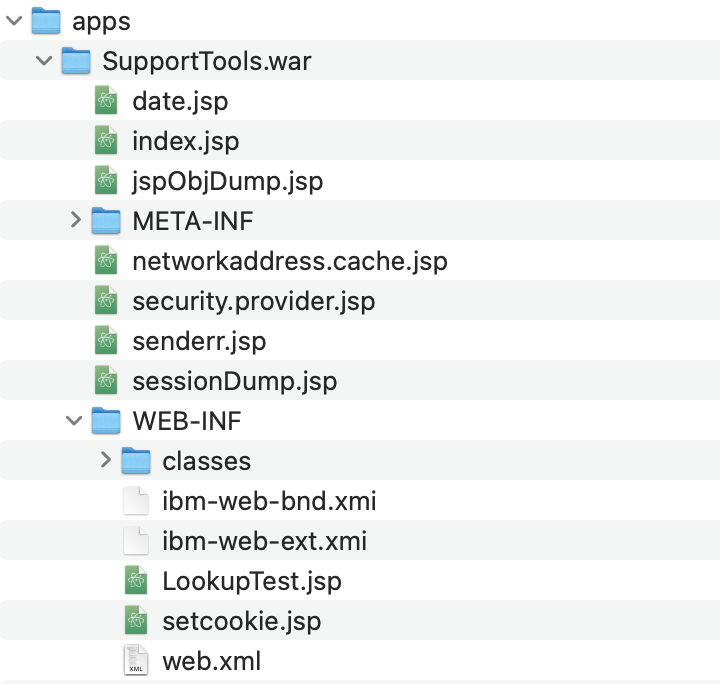 apps
SupportTools.war
date.jsp
index.jsp
jspObjDump.jsp
META-INF
networkaddress.cache.jsp
security.provider.jsp
senderr.jsp
sessionDump.jsp
WEB-INF
classes
ibm-web-bnd.xmi
ibm-web-ext.xmi
LookupTest.jsp
setcookie.jsp
XML web.xml